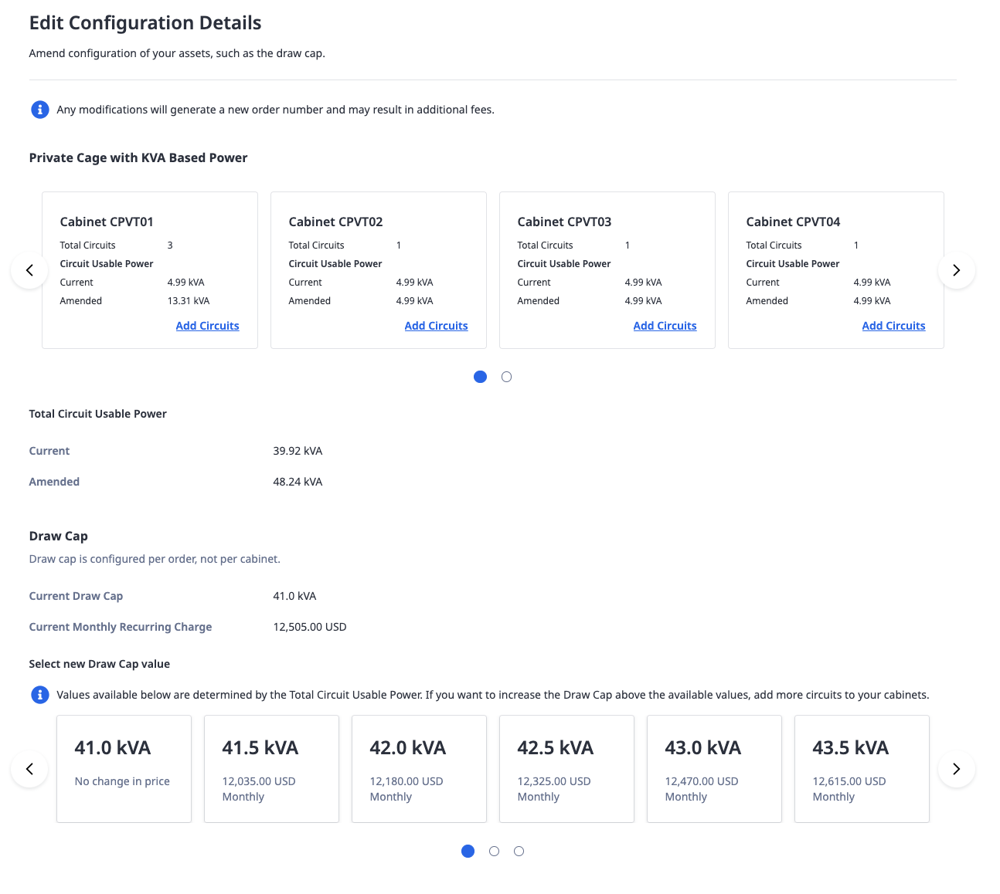 Edit Configuration Details
Amend configuration of your assets, such as the draw cap.
Any modifications will generate a new order number and may result in additional fees.
Private Cage with KVA Based Power
Cabinet CPVT01
Total Circuits 3
Circuit Usable Power
Current 4.99 kVA
Amended 13.31 kVA
Add Circuits
Cabinet CPVT02
Total Circuits 1
Circuit Usable Power
Current 4.99 kVA
Amended 4.99 kVA
Add Circuits
Cabinet CPVT03
Total Circuits 1
Circuit Usable Power
Current 4.99 kVA
Amended 4.99 kVA
Add Circuits
Cabinet CPVT04
Total Circuits 1
Circuit Usable Power
Current 4.99 kVA
Amended 4.99 kVA
Add Circuits
Total Circuit Usable Power
Current 39.92 kVA
Amended 48.24 kVA
Draw Cap
Draw cap is configured per order, not per cabinet.
Current Draw Cap 41.0 kVA
Current Monthly Recurring Charge 12,505.00 USD
Select new Draw Cap value
Values available below are determined by the Total Circuit Usable Power. If you want to increase the Draw Cap above the available values, add more circuits to your cabinets.
41.0 kVA
No change in price
41.5 kVA
12,035.00 USD
Monthly
42.0 kVA
12,180.00 USD
Monthly
42.5 kVA
12,325.00 USD
Monthly
43.0 kVA
12,470.00 USD
Monthly
43.5 kVA
12,615.00 USD
Monthly